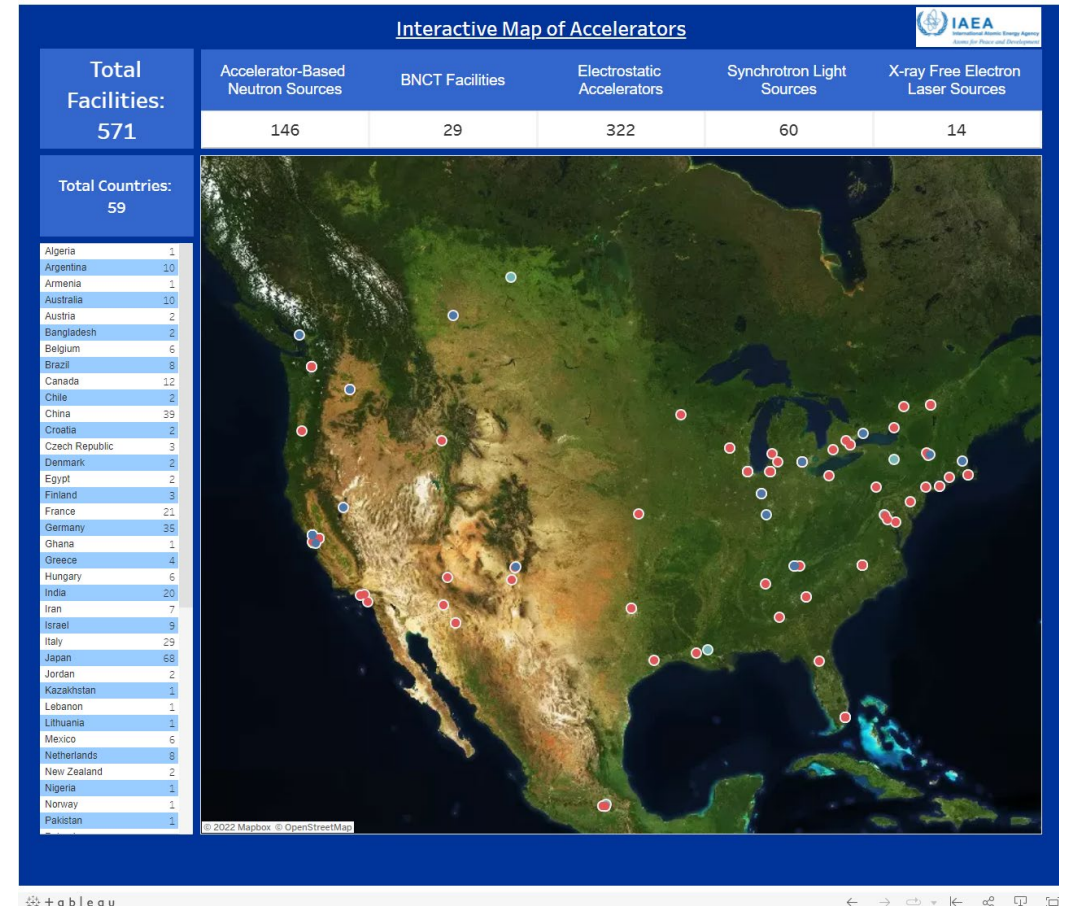 Interactive Map of Accelerators
IAEA
International Atomic Energy Agency
Atoms for Peace and Development
Total
Facilities:
571
Accelerator-Based
Neutron Sources
146
BNCT Facilities
29
Electrostatic
Accelerators
322
Synchrotron Light
Sources
60
X-ray Free Electron
Laser Sources
14
Total Countries:
59
Algeria 1
Argentina 10
Armenia 1
Australia 10
Austria 2
Bangladesh 2
Belgium 6
Brazil 8
Canada 12
Chile 2
China 39
Croatia 2
Czech Republic 3
Denmark 2
Egypt 2
Finland 3
France 21
Germany 35
Ghana 1
Greece 4
Hungary 6
India 20
Iran 7
Israel 9
Italy 29
Japan 68
Jordan 2
Kazakhstan 1
Lebanon 1
Lithuania 1
Mexico 6
Netherlands 8
New Zealand 2
Nigeria 1
Norway 1
Pakistan 1
© 2022 Mapbox © OpenStreetMap
+ableau